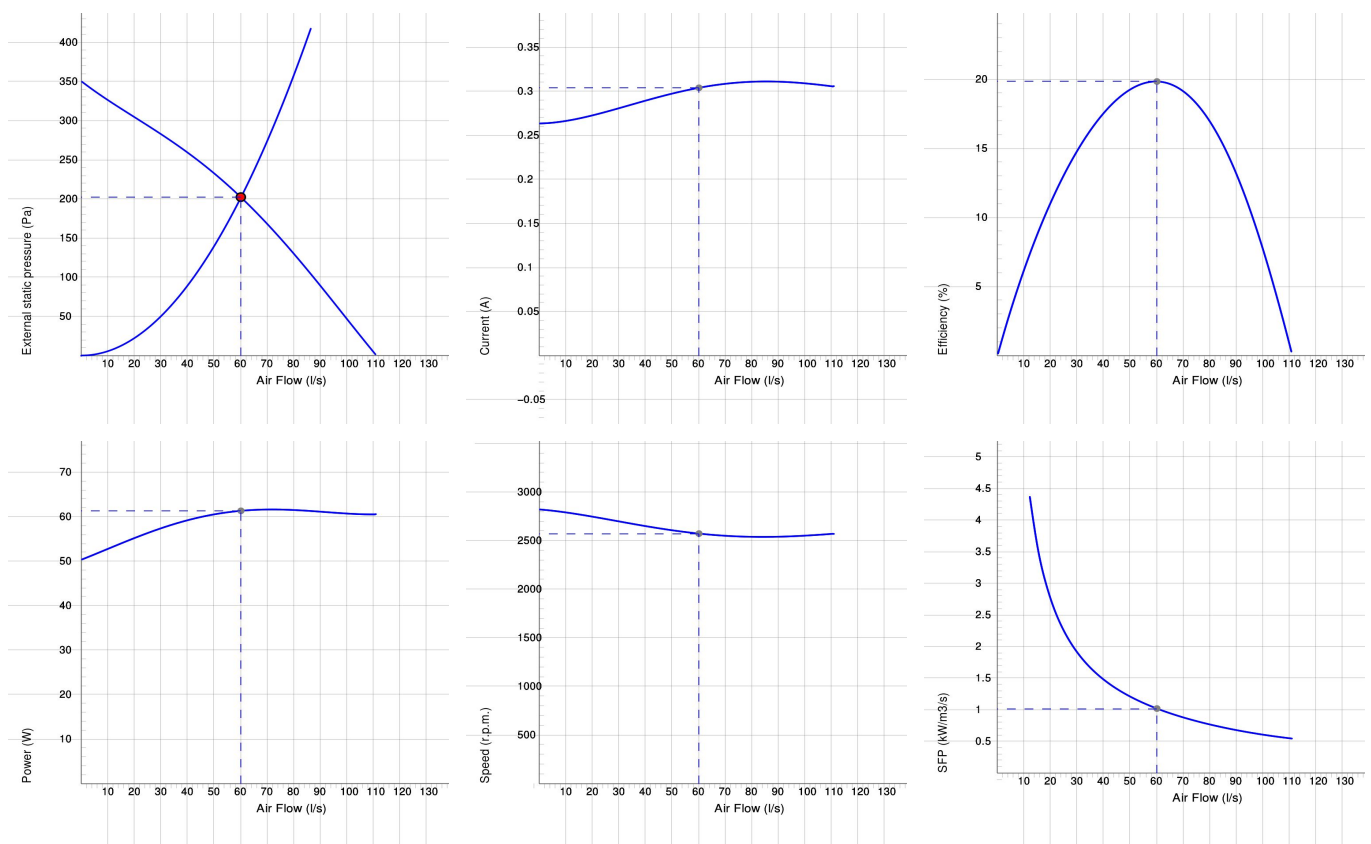 External static pressure (Pa)
400
350
300
250
200
150
100
50
10 20 30 40 50 60 70 80 90 100 110 120 130
Air Flow (l/s)
Current (A)
0.35
0.3
0.25
0.2
0.15
0.1
0.05
−0.05
10 20 30 40 50 60 70 80 90 100 110 120 130
Air Flow (l/s)
Efficiency (%)
20
15
10
5
10 20 30 40 50 60 70 80 90 100 110 120 130
Air Flow (l/s)
Power (W)
70
60
50
40
30
20
10
10 20 30 40 50 60 70 80 90 100 110 120 130
Air Flow (l/s)
Speed (r.p.m.)
3000
2500
2000
1500
1000
500
10 20 30 40 50 60 70 80 90 100 110 120 130
Air Flow (l/s)
SFP (kW/m3/s)
5
4.5
4
3.5
3
2.5
2
1.5
1
0.5
10 20 30 40 50 60 70 80 90 100 110 120 130
Air Flow (l/s)